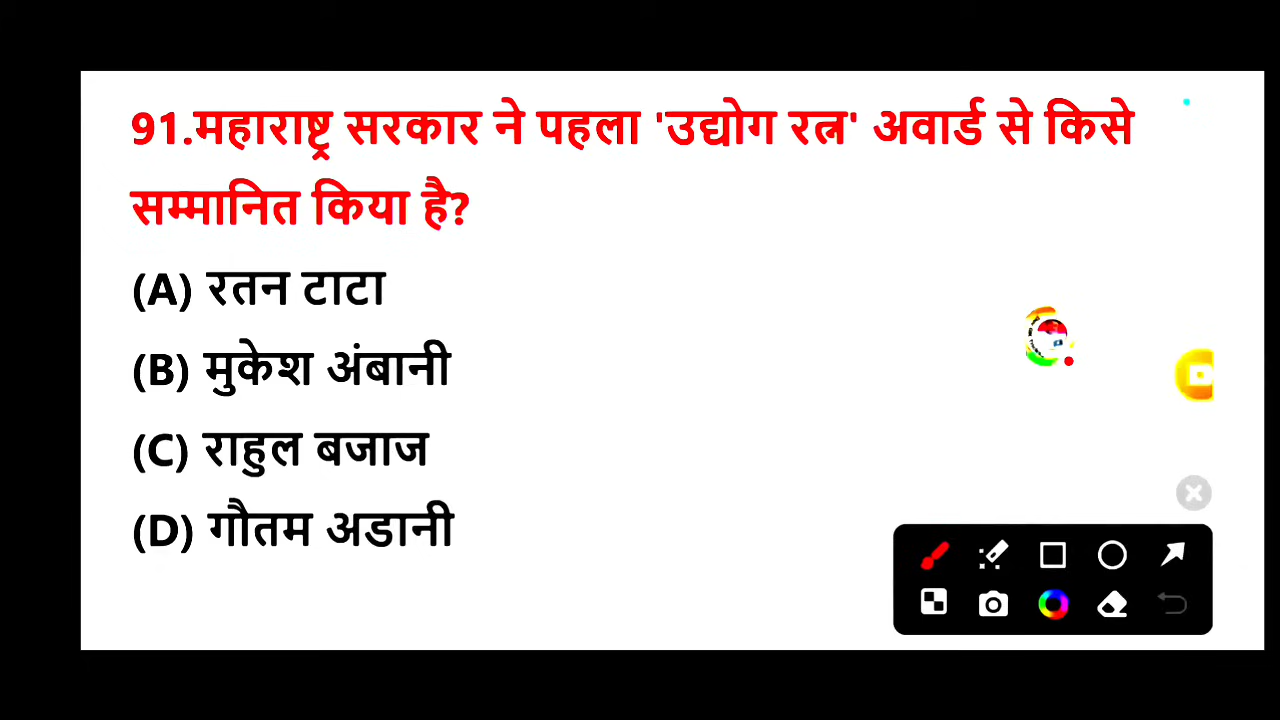 91.महाराष्ट्र सरकार ने पहला 'उद्योग रत्न' अवार्ड से किसे
सम्मानित किया है?
(A) रतन टाटा
(B) मुकेश अंबानी
(C) राहुल बजाज
(D) गौतम अडानी